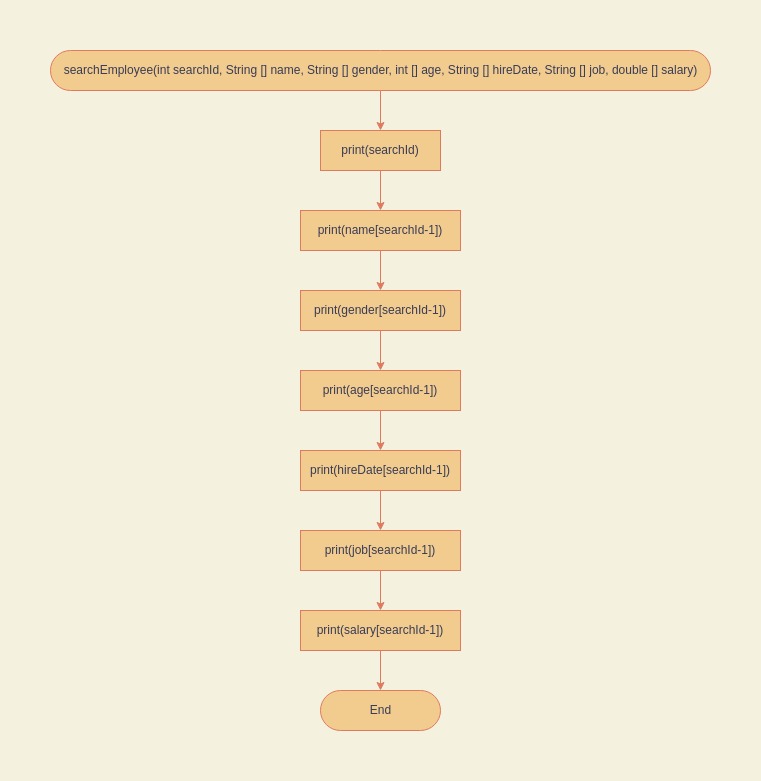 searchEmployee(int searchId, String [] name, String [] gender, int [] age, String [] hireDate, String [] job, double [] salary)
print(searchId)
print(name[searchId-1])
print(gender[searchId-1])
print(age[searchId-1])
print(hireDate[searchId-1])
print(job[searchId-1])
print(salary[searchId-1])
End